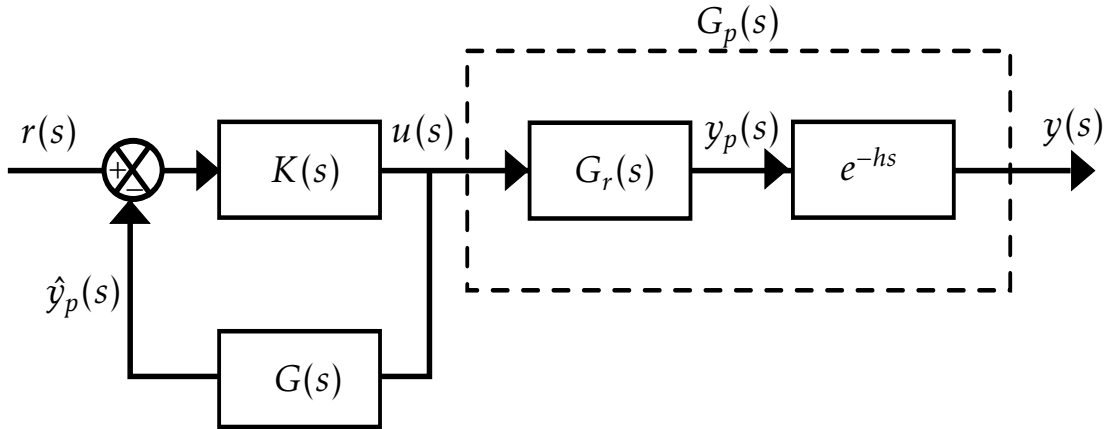 G_p(s)
r(s)
+
−
K(s)
u(s)
G_r(s)
y_p(s)
e^{-hs}
y(s)
ŷ_p(s)
G(s)